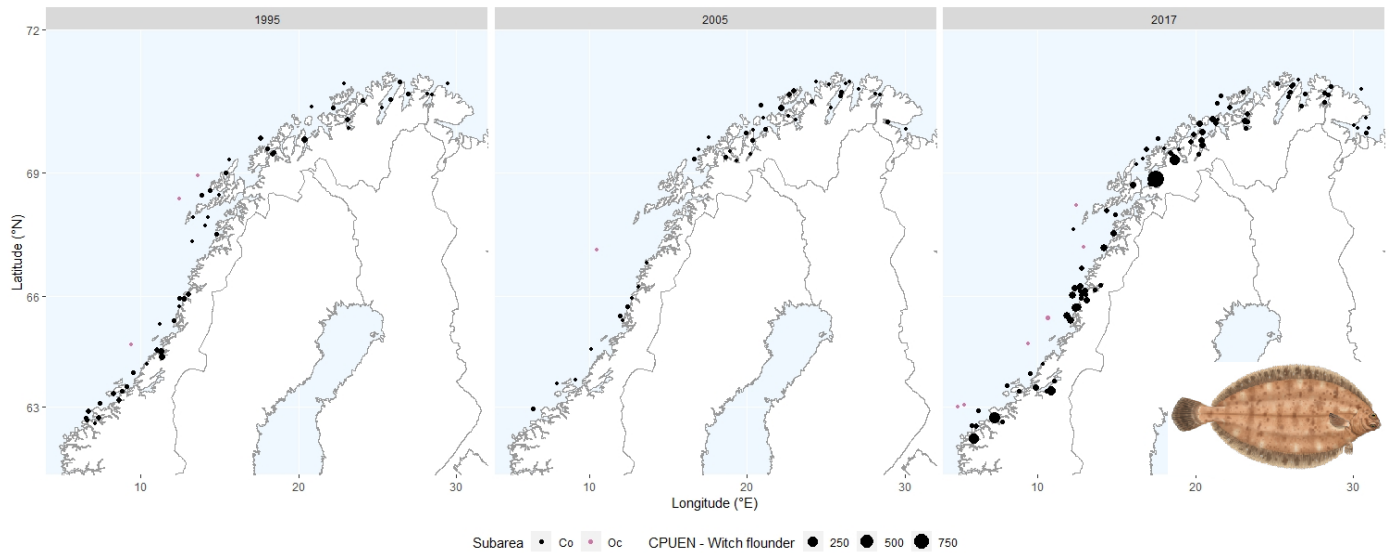 1995 2005 2017
72
69
66
63
Latitude (°N)
10 20 30 10 20 30 10 20 30
Longitude (°E)
Subarea Co Oc CPUEN - Witch flounder 250 500 750